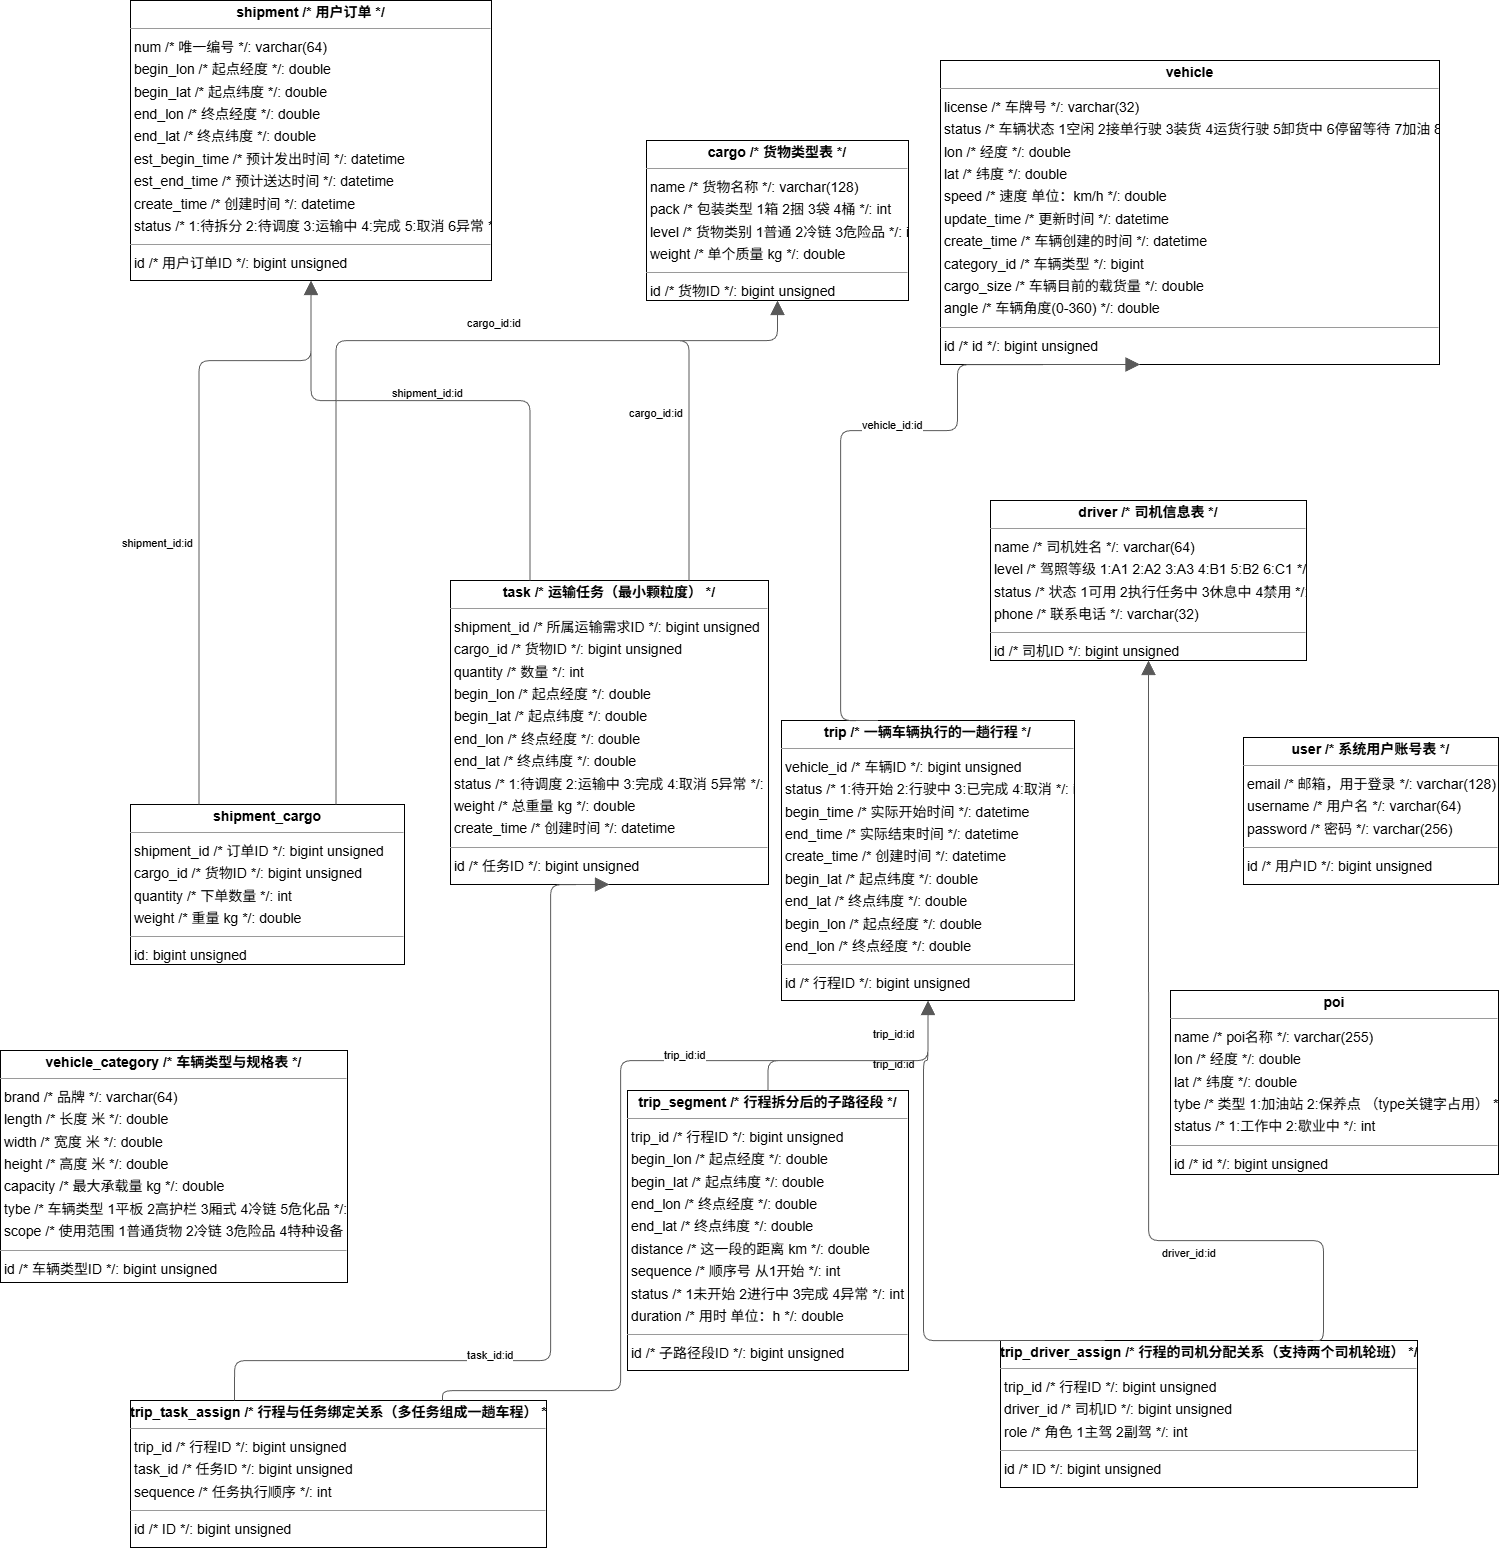 shipment /* 用户订单 */
num /* 唯一编号 */: varchar(64)
begin_lon /* 起点经度 */: double
begin_lat /* 起点纬度 */: double
end_lon /* 终点经度 */: double
end_lat /* 终点纬度 */: double
est_begin_time /* 预计发出时间 */: datetime
est_end_time /* 预计送达时间 */: datetime
create_time /* 创建时间 */: datetime
status /* 1:待拆分 2:待调度 3:运输中 4:完成 5:取消 6异常 *
id /* 用户订单ID */: bigint unsigned
vehicle
license /* 车牌号 */: varchar(32)
status /* 车辆状态 1空闲 2接单行驶 3装货 4运货行驶 5卸货中 6停留等待 7加油 8
lon /* 经度 */: double
lat /* 纬度 */: double
speed /* 速度 单位：km/h */: double
update_time /* 更新时间 */: datetime
create_time /* 车辆创建的时间 */: datetime
category_id /* 车辆类型 */: bigint
cargo_size /* 车辆目前的载货量 */: double
angle /* 车辆角度(0-360) */: double
id /* id */: bigint unsigned
cargo /* 货物类型表 */
name /* 货物名称 */: varchar(128)
pack /* 包装类型 1箱 2捆 3袋 4桶 */: int
level /* 货物类别 1普通 2冷链 3危险品 */: i
weight /* 单个质量 kg */: double
id /* 货物ID */: bigint unsigned
cargo_id:id
shipment_id:id
cargo_id:id
vehicle_id:id
shipment_id:id
driver /* 司机信息表 */
name /* 司机姓名 */: varchar(64)
level /* 驾照等级 1:A1 2:A2 3:A3 4:B1 5:B2 6:C1 */
status /* 状态 1可用 2执行任务中 3休息中 4禁用 */
phone /* 联系电话 */: varchar(32)
id /* 司机ID */: bigint unsigned
task /* 运输任务（最小颗粒度） */
shipment_id /* 所属运输需求ID */: bigint unsigned
cargo_id /* 货物ID */: bigint unsigned
quantity /* 数量 */: int
begin_lon /* 起点经度 */: double
begin_lat /* 起点纬度 */: double
end_lon /* 终点经度 */: double
end_lat /* 终点纬度 */: double
status /* 1:待调度 2:运输中 3:完成 4:取消 5异常 */:
weight /* 总重量 kg */: double
create_time /* 创建时间 */: datetime
id /* 任务ID */: bigint unsigned
trip /* 一辆车辆执行的一趟行程 */
vehicle_id /* 车辆ID */: bigint unsigned
status /* 1:待开始 2:行驶中 3:已完成 4:取消 */:
begin_time /* 实际开始时间 */: datetime
end_time /* 实际结束时间 */: datetime
create_time /* 创建时间 */: datetime
begin_lat /* 起点纬度 */: double
end_lat /* 终点纬度 */: double
begin_lon /* 起点经度 */: double
end_lon /* 终点经度 */: double
id /* 行程ID */: bigint unsigned
user /* 系统用户账号表 */
email /* 邮箱，用于登录 */: varchar(128)
username /* 用户名 */: varchar(64)
password /* 密码 */: varchar(256)
id /* 用户ID */: bigint unsigned
shipment_cargo
shipment_id /* 订单ID */: bigint unsigned
cargo_id /* 货物ID */: bigint unsigned
quantity /* 下单数量 */: int
weight /* 重量 kg */: double
id: bigint unsigned
poi
name /* poi名称 */: varchar(255)
lon /* 经度 */: double
lat /* 纬度 */: double
tybe /* 类型 1:加油站 2:保养点 （type关键字占用） *
status /* 1:工作中 2:歇业中 */: int
id /* id */: bigint unsigned
trip_id:id
trip_id:id
trip_id:id
vehicle_category /* 车辆类型与规格表 */
brand /* 品牌 */: varchar(64)
length /* 长度 米 */: double
width /* 宽度 米 */: double
height /* 高度 米 */: double
capacity /* 最大承载量 kg */: double
tybe /* 车辆类型 1平板 2高护栏 3厢式 4冷链 5危化品 */:
scope /* 使用范围 1普通货物 2冷链 3危险品 4特种设备
id /* 车辆类型ID */: bigint unsigned
trip_segment /* 行程拆分后的子路径段 */
trip_id /* 行程ID */: bigint unsigned
begin_lon /* 起点经度 */: double
begin_lat /* 起点纬度 */: double
end_lon /* 终点经度 */: double
end_lat /* 终点纬度 */: double
distance /* 这一段的距离 km */: double
sequence /* 顺序号 从1开始 */: int
status /* 1未开始 2进行中 3完成 4异常 */: int
duration /* 用时 单位：h */: double
id /* 子路径段ID */: bigint unsigned
driver_id:id
task_id:id
trip_driver_assign /* 行程的司机分配关系（支持两个司机轮班） */
trip_id /* 行程ID */: bigint unsigned
driver_id /* 司机ID */: bigint unsigned
role /* 角色 1主驾 2副驾 */: int
id /* ID */: bigint unsigned
trip_task_assign /* 行程与任务绑定关系（多任务组成一趟车程） *
trip_id /* 行程ID */: bigint unsigned
task_id /* 任务ID */: bigint unsigned
sequence /* 任务执行顺序 */: int
id /* ID */: bigint unsigned